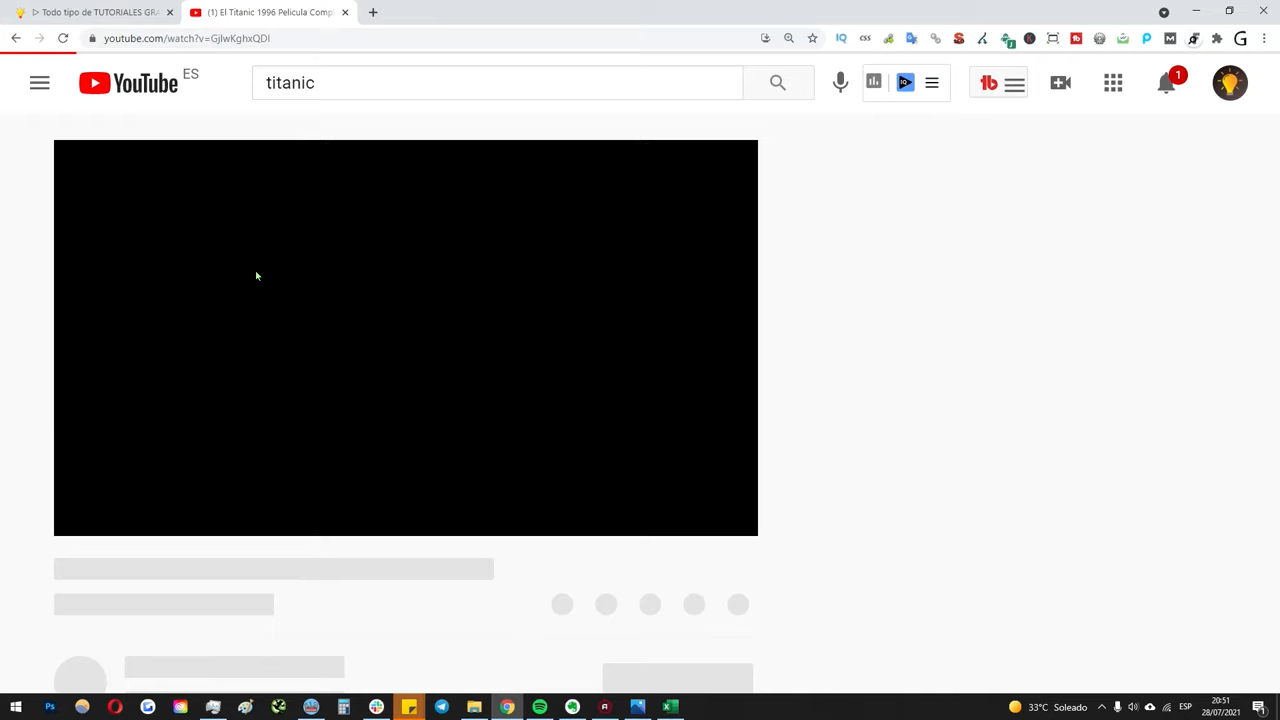 ▷ Todo tipo de TUTORIALES GRA
(1) El Titanic 1996 Pelicula Comp
youtube.com/watch?v=GjIwKghxQDI
YouTube ES
titanic
1
33°C Soleado
ESP
20:51
28/07/2021